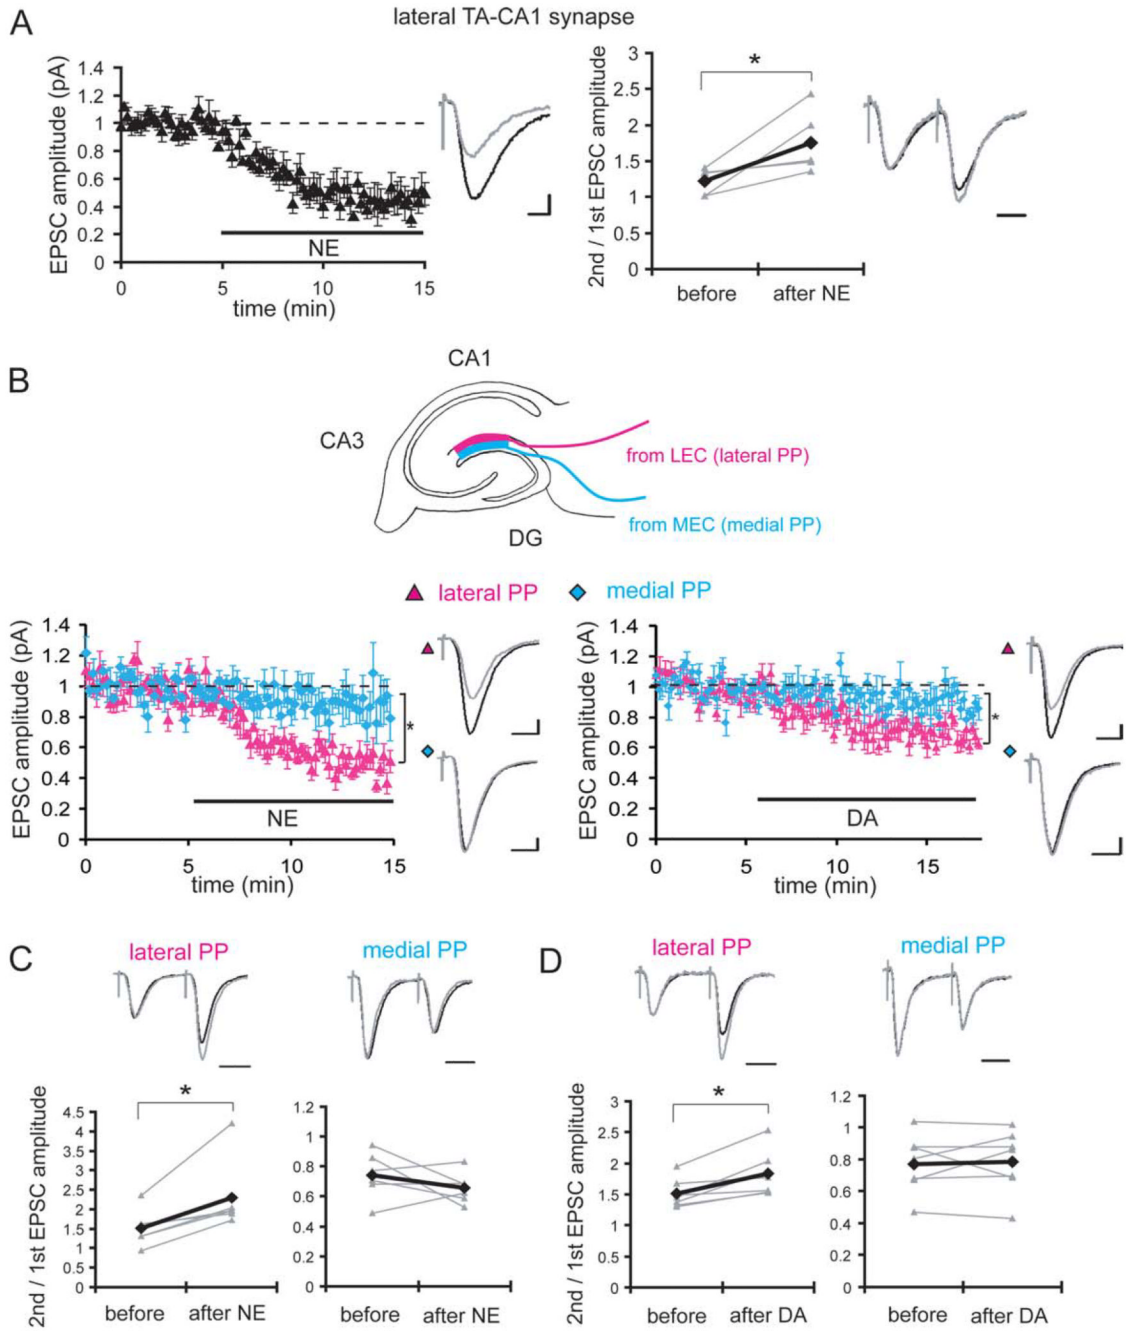 A
lateral TA-CA1 synapse
EPSC amplitude (pA)
1.4
1.2
1
0.8
0.6
0.4
0.2
0
NE
0
5
10
15
time (min)
2nd / 1st EPSC amplitude
3
2.5
2
1.5
1
0.5
0
*
before
after NE
B
CA1
CA3
from LEC (lateral PP)
from MEC (medial PP)
DG
lateral PP
medial PP
EPSC amplitude (pA)
1.4
1.2
1
0.8
0.6
0.4
0.2
0
*
NE
0
5
10
15
time (min)
EPSC amplitude (pA)
1.4
1.2
1
0.8
0.6
0.4
0.2
0
*
DA
0
5
10
15
time (min)
C
lateral PP
medial PP
2nd / 1st EPSC amplitude
4.5
4
3.5
3
2.5
2
1.5
1
0.5
0
*
before
after NE
1.2
1
0.8
0.6
0.4
0.2
0
before
after NE
D
lateral PP
medial PP
2nd / 1st EPSC amplitude
3
2.5
2
1.5
1
0.5
0
*
before
after DA
1.2
1
0.8
0.6
0.4
0.2
0
before
after DA